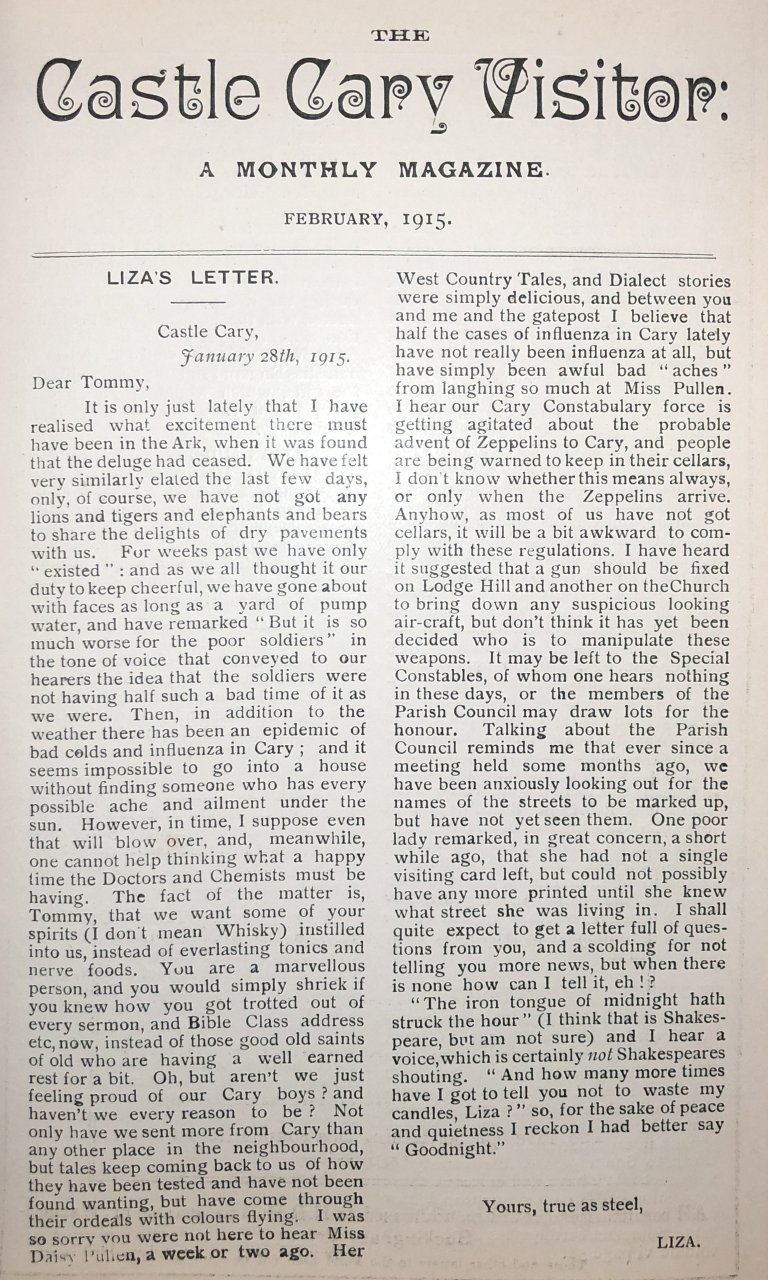 THE
Castle Cary Visitor:
A MONTHLY MAGAZINE.
FEBRUARY, 1915.
LIZA'S LETTER.
Castle Cary,
January 28th, 1915.
Dear Tommy,
It is only just lately that I have
realised what excitement there must
have been in the Ark, when it was found
that the deluge had ceased. We have felt
very similarly elated the last few days,
only, of course, we have not got any
lions and tigers and elephants and bears
to share the delights of dry pavements
with us. For weeks past we have only
"existed": and as we all thought it our
duty to keep cheerful, we have gone about
with faces as long as a yard of pump
water, and have remarked "But it is so
much worse for the poor soldiers" in
the tone of voice that conveyed to our
hearers the idea that the soldiers were
not having half such a bad time of it as
we were. Then, in addition to the
weather there has been an epidemic of
bad colds and influenza in Cary; and it
seems impossible to go into a house
without finding someone who has every
possible ache and ailment under the
sun. However, in time, I suppose even
that will blow over, and, meanwhile,
one cannot help thinking what a happy
time the Doctors and Chemists must be
having. The fact of the matter is,
Tommy, that we want some of your
spirits (I don't mean Whisky) instilled
into us, instead of everlasting tonics and
nerve foods. You are a marvellous
person, and you would simply shriek if
you knew how you got trotted out of
every sermon, and Bible Class address
etc, now, instead of those good old saints
of old who are having a well earned
rest for a bit. Oh, but aren't we just
feeling proud of our Cary boys? and
haven't we every reason to be? Not
only have we sent more from Cary than
any other place in the neighbourhood,
but tales keep coming back to us of how
they have been tested and have not been
found wanting, but have come through
their ordeals with colours flying. I was
so sorry you were not here to hear Miss
Daisy Pullen, a week or two ago. Her
West Country Tales, and Dialect stories
were simply delicious, and between you
and me and the gatepost I believe that
half the cases of influenza in Cary lately
have not really been influenza at all, but
have simply been awful bad "aches"
from langhing so much at Miss Pullen.
I hear our Cary Constabulary force is
getting agitated about the probable
advent of Zeppelins to Cary, and people
are being warned to keep in their cellars,
I don't know whether this means always,
or only when the Zeppelins arrive.
Anyhow, as most of us have not got
cellars, it will be a bit awkward to com-
ply with these regulations. I have heard
it suggested that a gun should be fixed
on Lodge Hill and another on theChurch
to bring down any suspicious looking
air-craft, but don't think it has yet been
decided who is to manipulate these
weapons. It may be left to the Special
Constables, of whom one hears nothing
in these days, or the members of the
Parish Council may draw lots for the
honour. Talking about the Parish
Council reminds me that ever since a
meeting held some months ago, we
have been anxiously looking out for the
names of the streets to be marked up,
but have not yet seen them. One poor
lady remarked, in great concern, a short
while ago, that she had not a single
visiting card left, but could not possibly
have any more printed until she knew
what street she was living in. I shall
quite expect to get a letter full of ques-
tions from you, and a scolding for not
telling you more news, but when there
is none how can I tell it, eh!?
"The iron tongue of midnight hath
struck the hour" (I think that is Shakes-
peare, but am not sure) and I hear a
voice, which is certainly not Shakespeares
shouting. "And how many more times
have I got to tell you not to waste my
candles, Liza?" so, for the sake of peace
and quietness I reckon I had better say
"Goodnight."
Yours, true as steel,
LIZA.